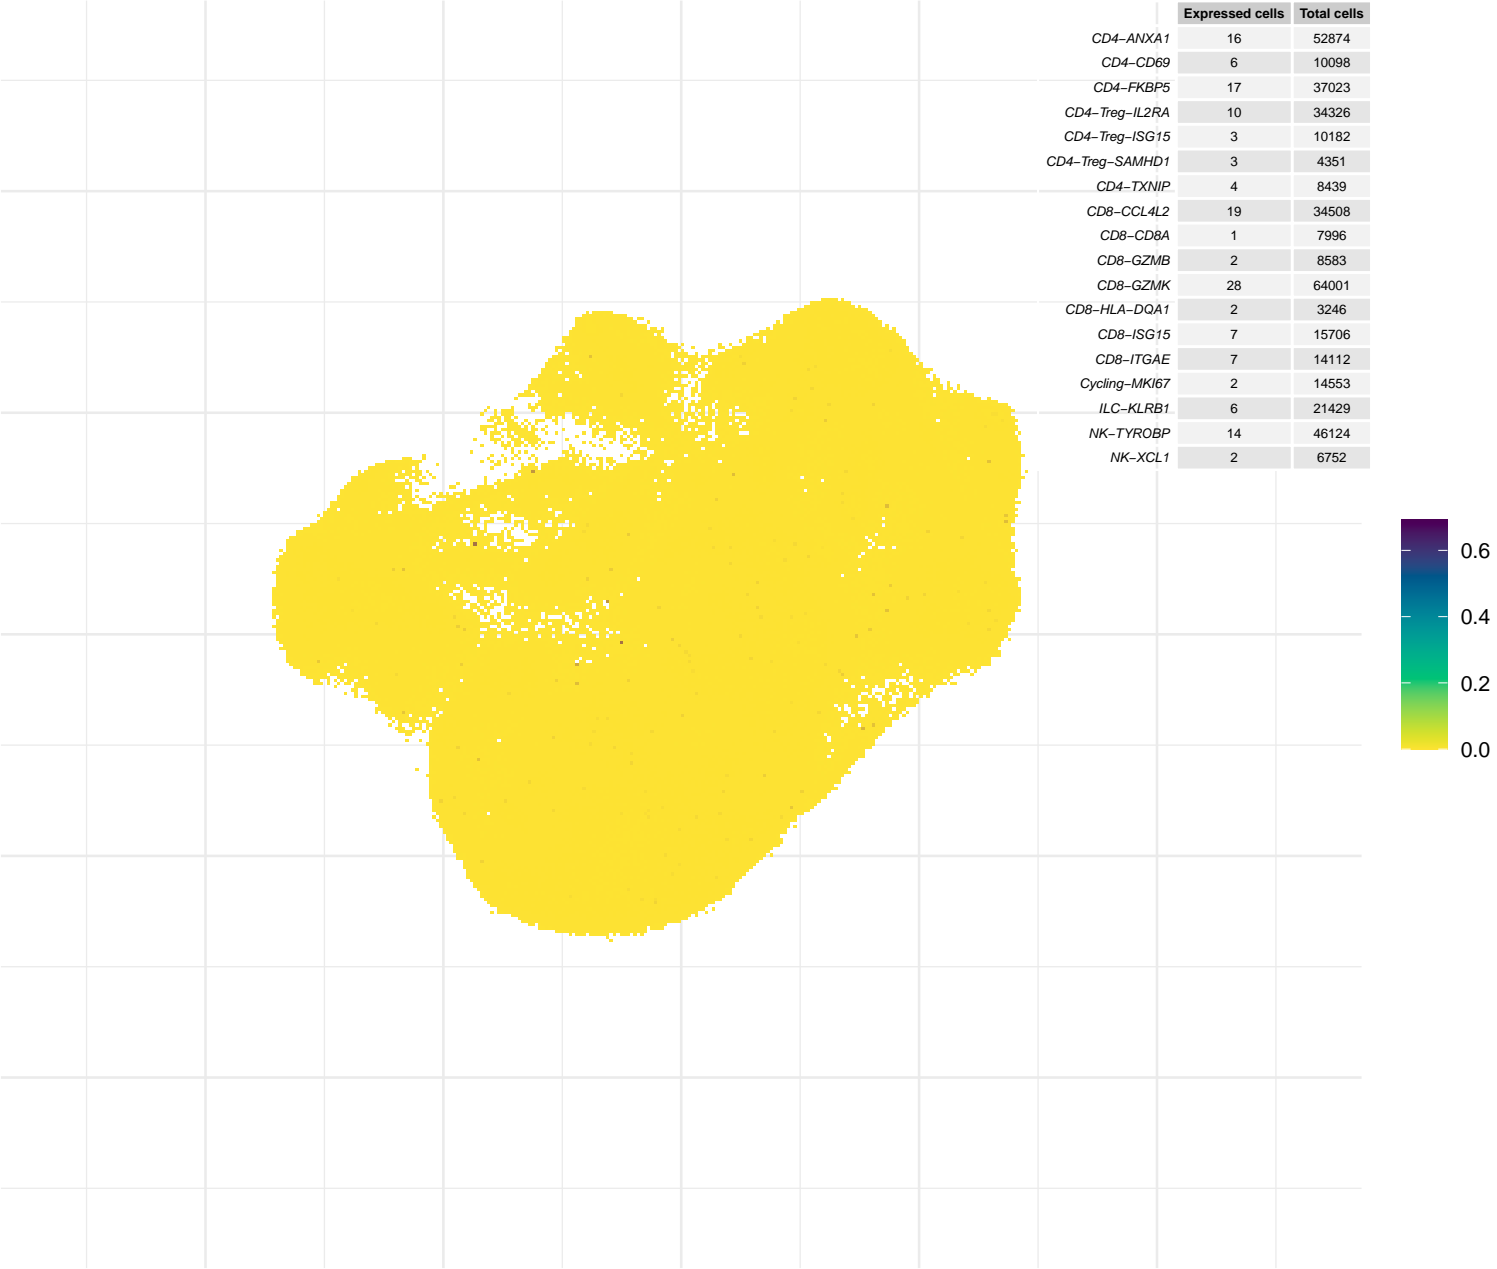 Expressed cells Total cells
CD4−ANXA1 16 52874
CD4−CD69 6 10098
CD4−FKBP5 17 37023
CD4−Treg−IL2RA 10 34326
CD4−Treg−ISG15 3 10182
CD4−Treg−SAMHD1 3 4351
CD4−TXNIP 4 8439
CD8−CCL4L2 19 34508
CD8−CD8A 1 7996
CD8−GZMB 2 8583
CD8−GZMK 28 64001
CD8−HLA−DQA1 2 3246
CD8−ISG15 7 15706
CD8−ITGAE 7 14112
Cycling−MKI67 2 14553
ILC−KLRB1 6 21429
NK−TYROBP 14 46124
NK−XCL1 2 6752
0.6
0.4
0.2
0.0